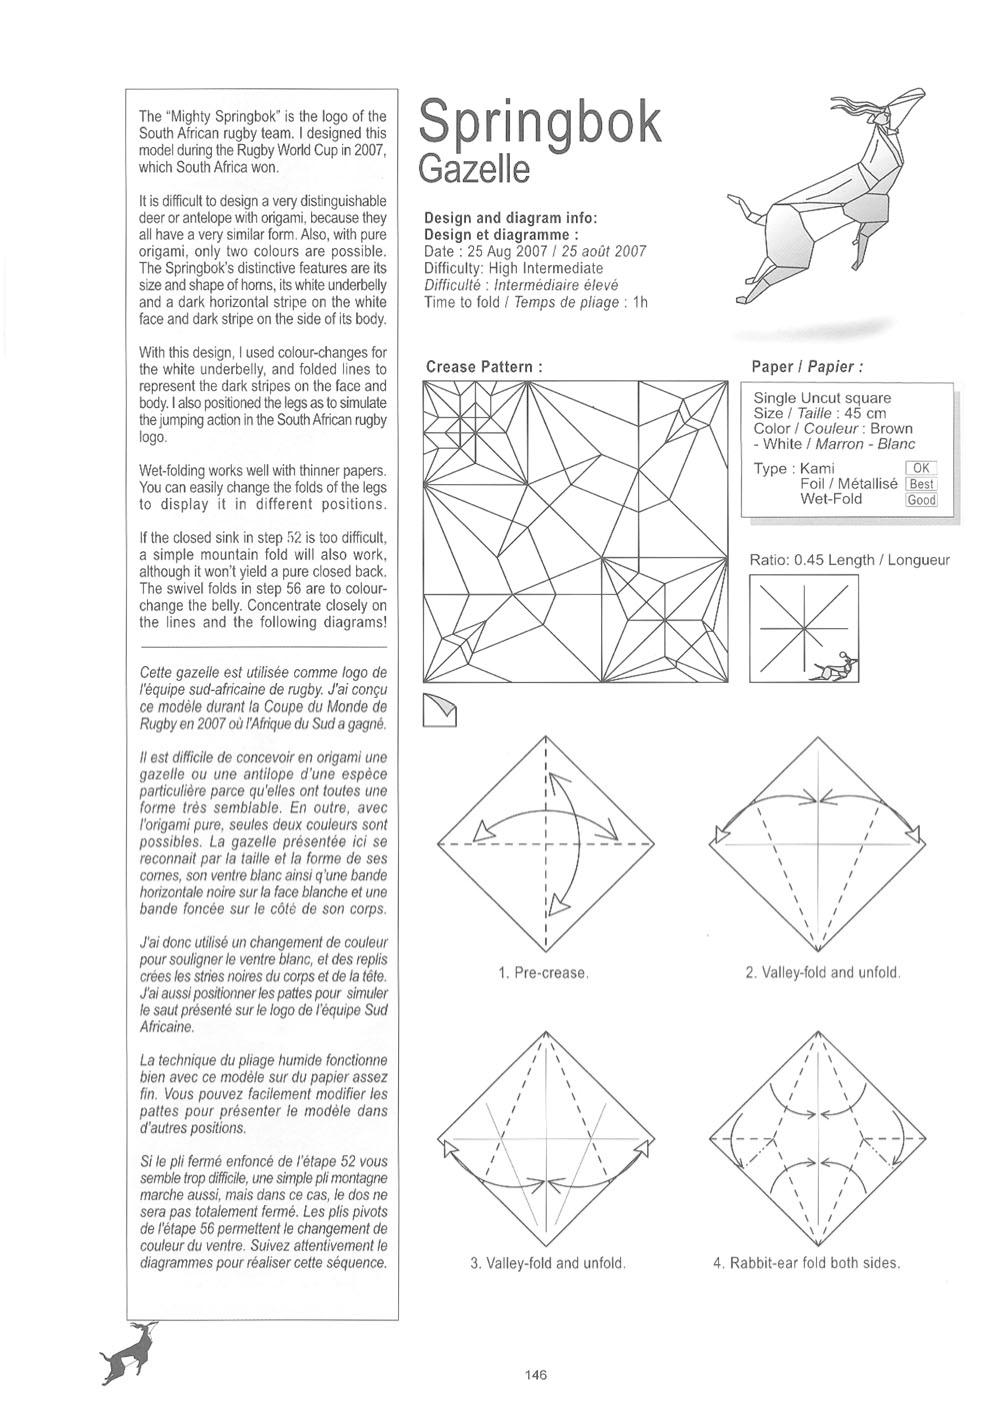 The “Mighty Springbok” is the logo of the
South African rugby team. I designed this
model during the Rugby World Cup in 2007,
which South Africa won.
It is difficult to design a very distinguishable
deer or antelope with origami, because they
all have a very similar form. Also, with pure
origami, only two colours are possible.
The Springbok's distinctive features are its
size and shape of horns, its white underbelly
and a dark horizontal stripe on the white
face and dark stripe on the side of its body.
With this design, I used colour-changes for
the white underbelly, and folded lines to
represent the dark stripes on the face and
body. I also positioned the legs as to simulate
the jumping action in the South African rugby
logo.
Wet-folding works well with thinner papers.
You can easily change the folds of the legs
to display it in different positions.
If the closed sink in step 52 is too difficult,
a simple mountain fold will also work,
although it won't yield a pure closed back.
The swivel folds in step 56 are to colour-
change the belly. Concentrate closely on
the lines and the following diagrams!
Cette gazelle est utilisée comme logo de
l'équipe sud-africaine de rugby. J'ai conçu
ce modèle durant la Coupe du Monde de
Rugby en 2007 où l'Afrique du Sud a gagné.
Il est difficile de concevoir en origami une
gazelle ou une antilope d'une espèce
particulière parce qu'elles ont toutes une
forme très semblable. En outre, avec
l'origami pure, seules deux couleurs sont
possibles. La gazelle présentée ici se
reconnait par la taille et la forme de ses
cornes, son ventre blanc ainsi q'une bande
horizontale noire sur la face blanche et une
bande foncée sur le côté de son corps.
J'ai donc utilisé un changement de couleur
pour souligner le ventre blanc, et des replis
crées les stries noires du corps et de la tête.
J'ai aussi positionner les pattes pour simuler
le saut présenté sur le logo de l'équipe Sud
Africaine.
La technique du pliage humide fonctionne
bien avec ce modèle sur du papier assez
fin. Vous pouvez facilement modifier les
pattes pour présenter le modèle dans
d'autres positions.
Si le pli fermé enfoncé de l'étape 52 vous
semble trop difficile, une simple pli montagne
marche aussi, mais dans ce cas, le dos ne
sera pas totalement fermé. Les plis pivots
de l'étape 56 permettent le changement de
couleur du ventre. Suivez attentivement le
diagrammes pour réaliser cette séquence.
Springbok
Gazelle
Design and diagram info:
Design et diagramme :
Date : 25 Aug 2007 / 25 août 2007
Difficulty: High Intermediate
Difficulté : Intermédiaire élevé
Time to fold / Temps de pliage : 1h
Crease Pattern :
Paper / Papier :
Single Uncut square
Size / Taille : 45 cm
Color / Couleur : Brown
- White / Marron - Blanc
Type : Kami OK
Foil / Métallisé Best
Wet-Fold Good
Ratio: 0.45 Length / Longueur
1. Pre-crease.
2. Valley-fold and unfold.
3. Valley-fold and unfold.
4. Rabbit-ear fold both sides.
146